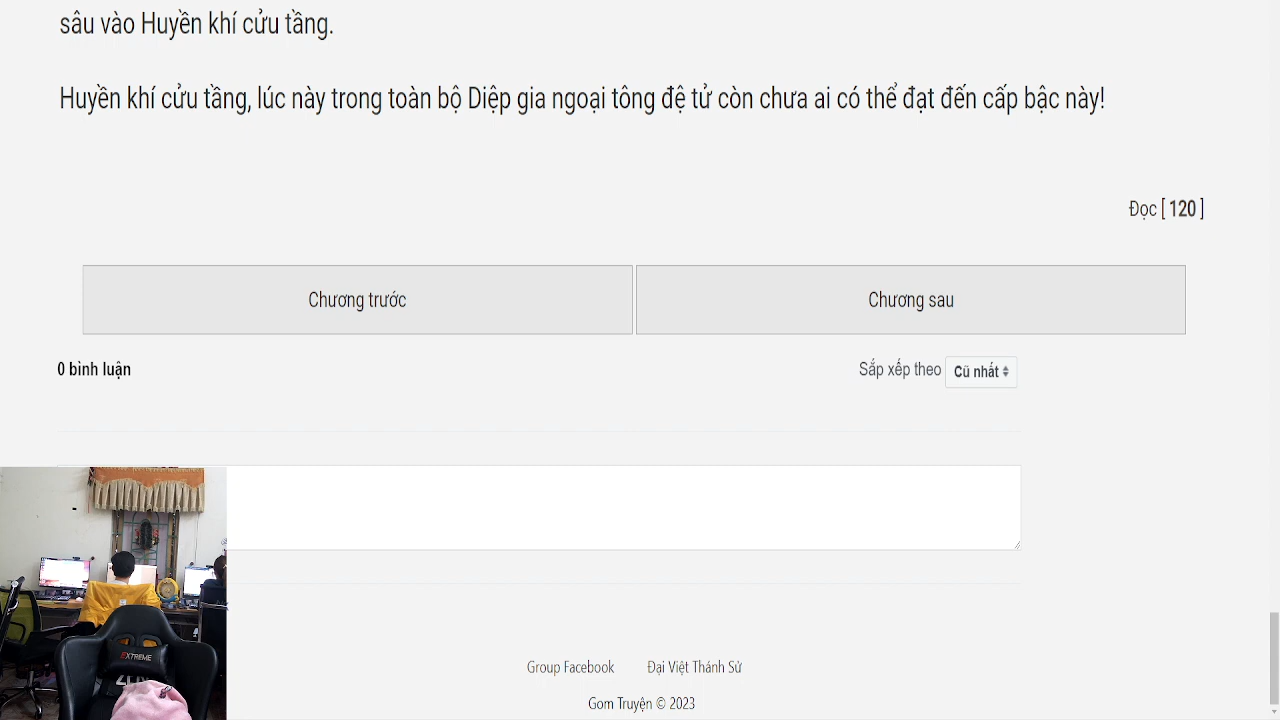 sâu vào Huyền khí cửu tầng.
Huyền khí cửu tầng, lúc này trong toàn bộ Diệp gia ngoại tông đệ tử còn chưa ai có thể đạt đến cấp bậc này!
Đọc [ 120 ]
Chương trước
Chương sau
0 bình luận
Sắp xếp theo Cũ nhất
EXTREME
Group Facebook
Đại Việt Thánh Sử
Gom Truyện © 2023